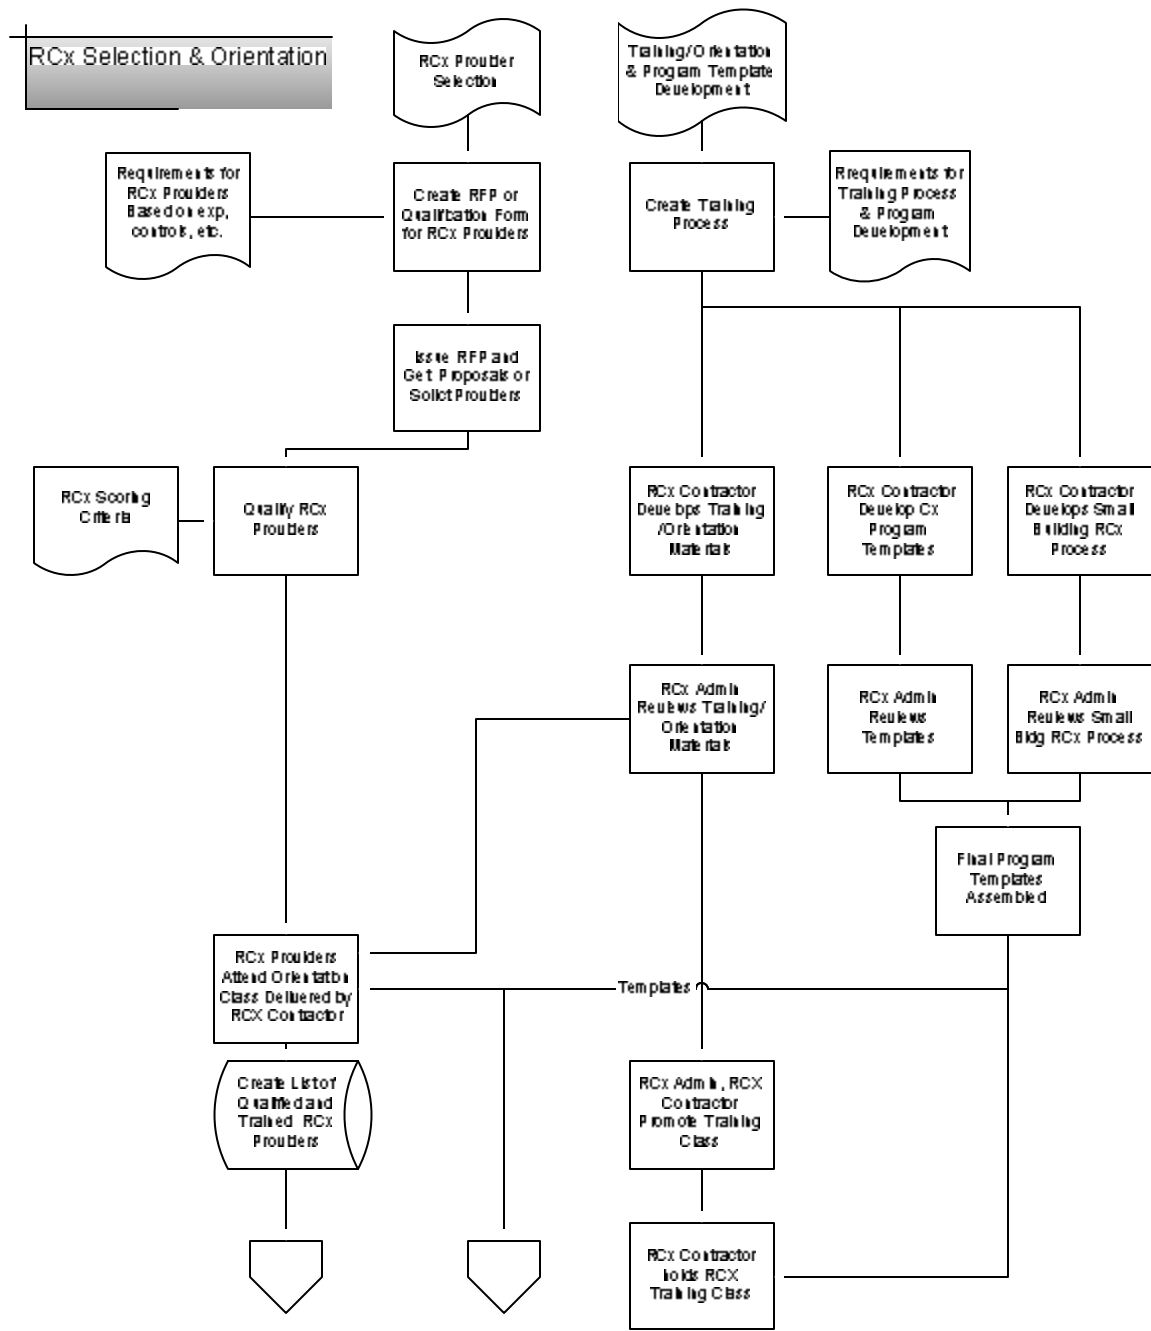 RCx Selection & Orientation
RCx Provider
Selection
Training/Orientation
& Program Template
Development
Requirements for
RCx Providers
Based on exp,
controls, etc.
Create RFP or
Qualification Form
for RCx Providers
Create Training
Process
Rrquirements for
Training Process
& Program
Development
Issue RFP and
Get Proposals or
Solict Providers
RCx Scoring
Criteria
Qualify RCx
Providers
RCx Contractor
Develops Training
/Orientation
Materials
RCx Contractor
Develop Cx
Program
Templates
RCx Contractor
Develops Small
Building RCx
Process
RCx Admin
Reviews Training/
Orientation
Materials
RCx Admin
Reviews
Templates
RCx Admin
Reviews Small
Bldg RCx Process
Final Program
Templates
Assembled
RCx Providers
Attend Orientation
Class Delivered by
RCX Contractor
Templates
Create List of
Qualified and
Trained RCx
Providers
RCx Admin, RCX
Contractor
Promote Training
Class
RCx Contractor
holds RCX
Training Class